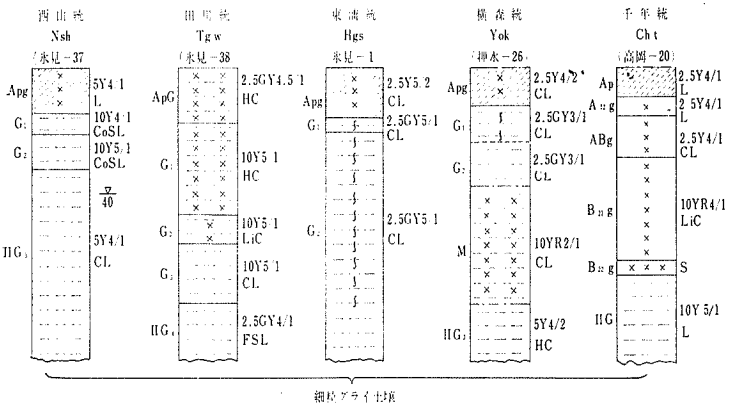 西山統
Nsh
(氷見-37)
Apg
5Y4/1
L
G₁
10Y4/1
CoSL
G₂
10Y5/1
CoSL
▽
40
IIG₃
5Y4/1
CL
田川統
Tgw
(氷見-38)
ApG
2.5GY4.5/1
HC
G₁
10Y5/1
HC
G₂
10Y5/1
LiC
G₃
10Y5/1
CL
IIG₄
2.5GY4/1
FSL
東濤統
Hgs
氷見-1
Apg
2.5Y5/2
CL
G₁
2.5GY5/1
CL
G₂
2.5GY5/1
CL
横森統
Yok
-26)
Apg
2.5Y4/2
CL
G₁
2.5GY3/1
CL
G₂
2.5GY3/1
CL
M
10YR2/1
CL
IIG₃
5Y4/2
HC
千年統
Cht
(高岡-20)
Ap
2.5Y4/1
L
A₁₂g
2.5Y4/1
L
ABg
2.5Y4/1
CL
B₂₁g
10YR4/1
LiC
B₂₂g
S
IIG
10Y5/1
L
細粒グライ土壌